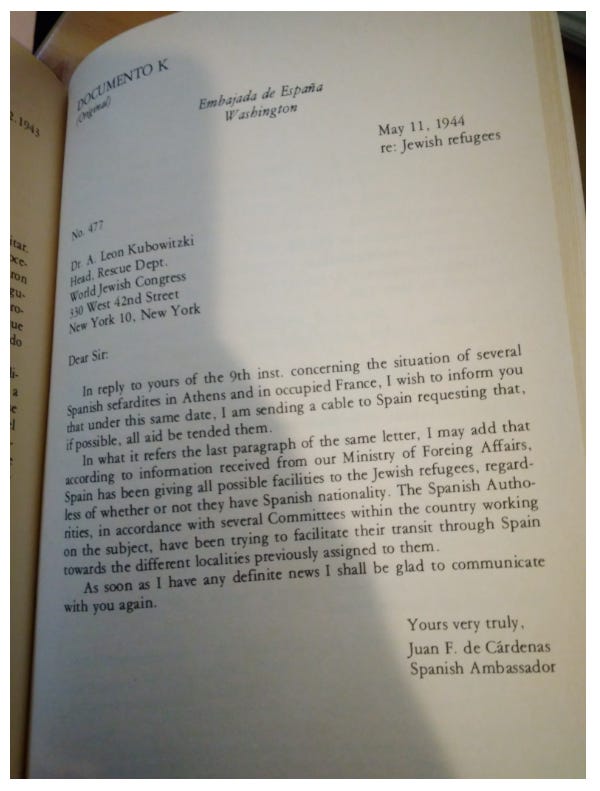 DOCUMENTO K
(Original)
Embajada de España
Washington
May 11, 1944
re: Jewish refugees
No. 477
Dr. A. Leon Kubowitzki
Head, Rescue Dept.
World Jewish Congress
330 West 42nd Street
New York 10, New York
Dear Sir:
In reply to yours of the 9th inst. concerning the situation of several
Spanish sefardites in Athens and in occupied France, I wish to inform you
that under this same date, I am sending a cable to Spain requesting that,
if possible, all aid be tended them.
In what it refers the last paragraph of the same letter, I may add that
according to information received from our Ministry of Foreing Affairs,
Spain has been giving all possible facilities to the Jewish refugees, regard-
less of whether or not they have Spanish nationality. The Spanish Autho-
rities, in accordance with several Committees within the country working
on the subject, have been trying to facilitate their transit through Spain
towards the different localities previously assigned to them.
As soon as I have any definite news I shall be glad to communicate
with you again.
Yours very truly,
Juan F. de Cárdenas
Spanish Ambassador